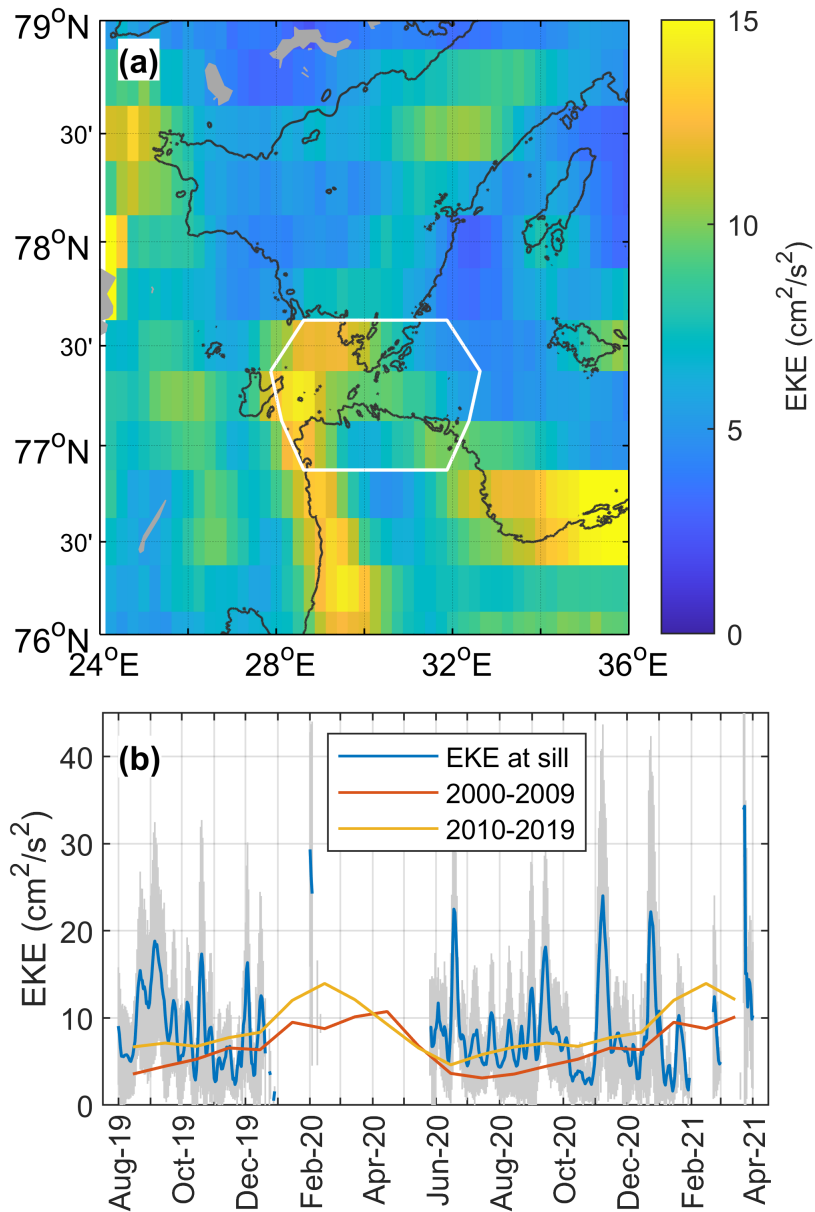 79°N
(a)
30'
78°N
30'
77°N
30'
76°N
24°E 28°E 32°E 36°E
15
10
5
0
EKE (cm²/s²)
(b)
EKE at sill
2000-2009
2010-2019
40
30
20
10
0
EKE (cm²/s²)
Aug-19 Oct-19 Dec-19 Feb-20 Apr-20 Jun-20 Aug-20 Oct-20 Dec-20 Feb-21 Apr-21